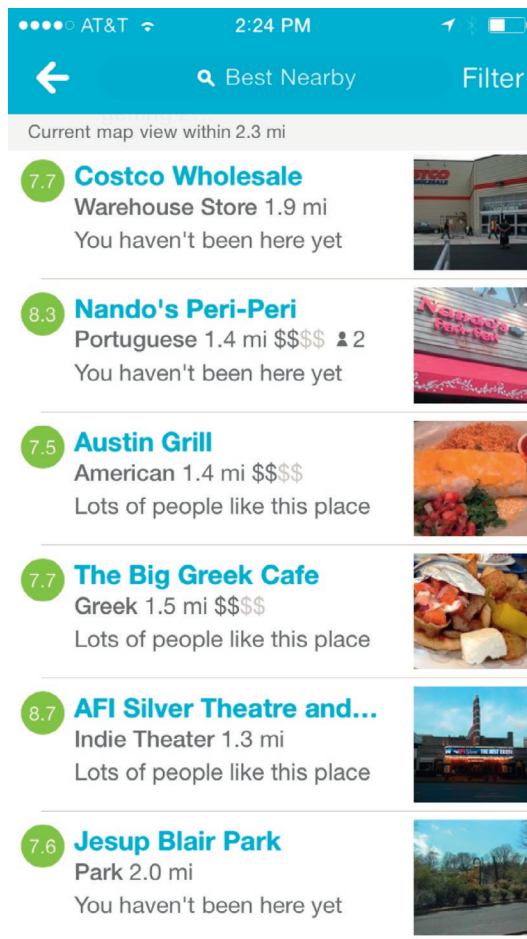 AT&T 2:24 PM
Best Nearby Filter
Current map view within 2.3 mi
7.7 Costco Wholesale
Warehouse Store 1.9 mi
You haven't been here yet
8.3 Nando's Peri-Peri
Portuguese 1.4 mi $$$$ 2
You haven't been here yet
Nando's
Peri-Peri
7.5 Austin Grill
American 1.4 mi $$$$
Lots of people like this place
7.7 The Big Greek Cafe
Greek 1.5 mi $$$$
Lots of people like this place
8.7 AFI Silver Theatre and...
Indie Theater 1.3 mi
Lots of people like this place
7.6 Jesup Blair Park
Park 2.0 mi
You haven't been here yet